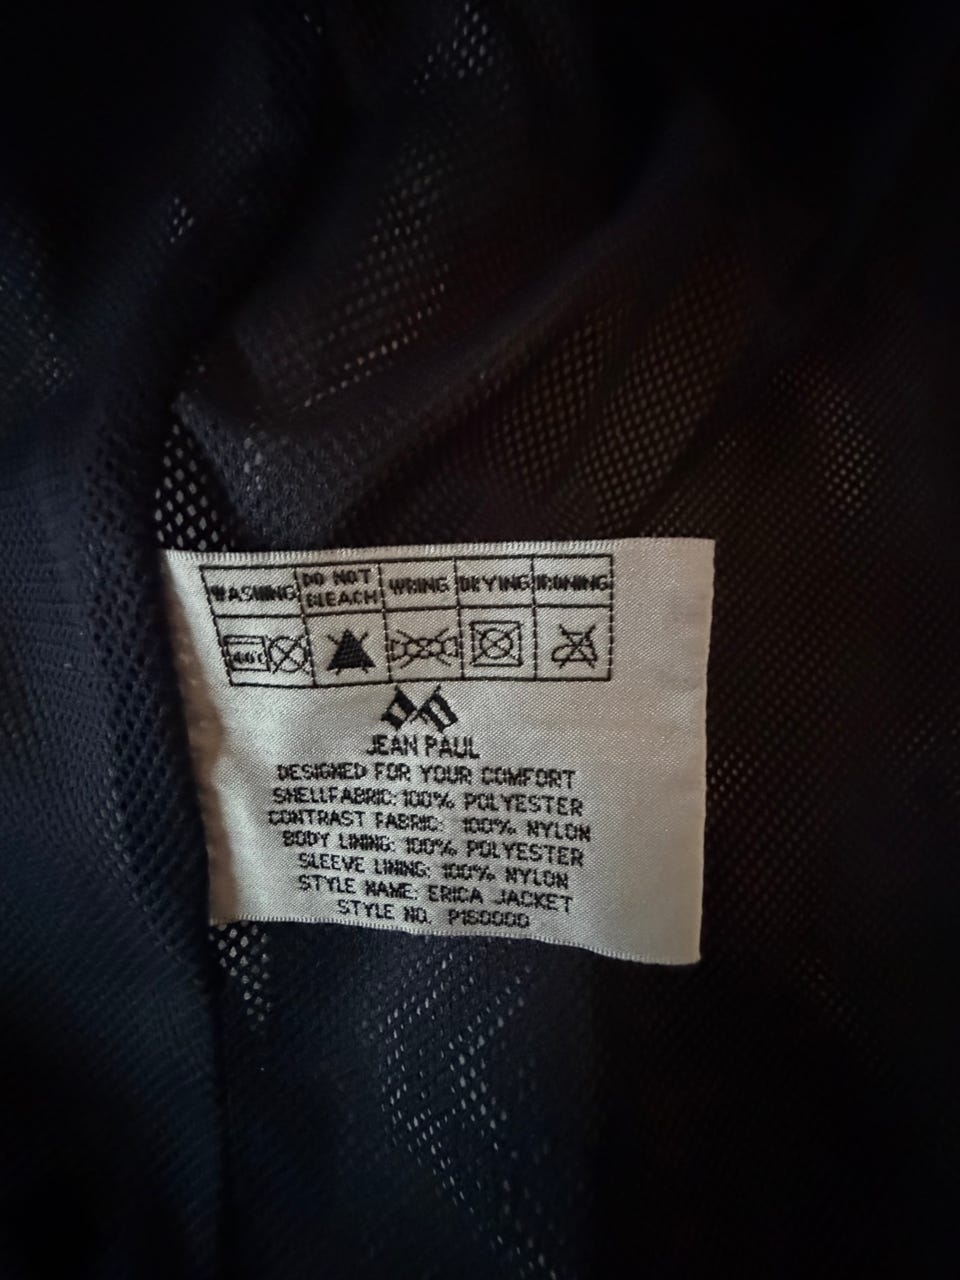 WASHING DO NOT BLEACH WRING DRYING IRONING
40°C
JEAN PAUL
DESIGNED FOR YOUR COMFORT
SHELLFABRIC: 100% POLYESTER
CONTRAST FABRIC: 100% NYLON
BODY LINING: 100% POLYESTER
SLEEVE LINING: 100% NYLON
STYLE NAME: ERICA JACKET
STYLE NO. P160000